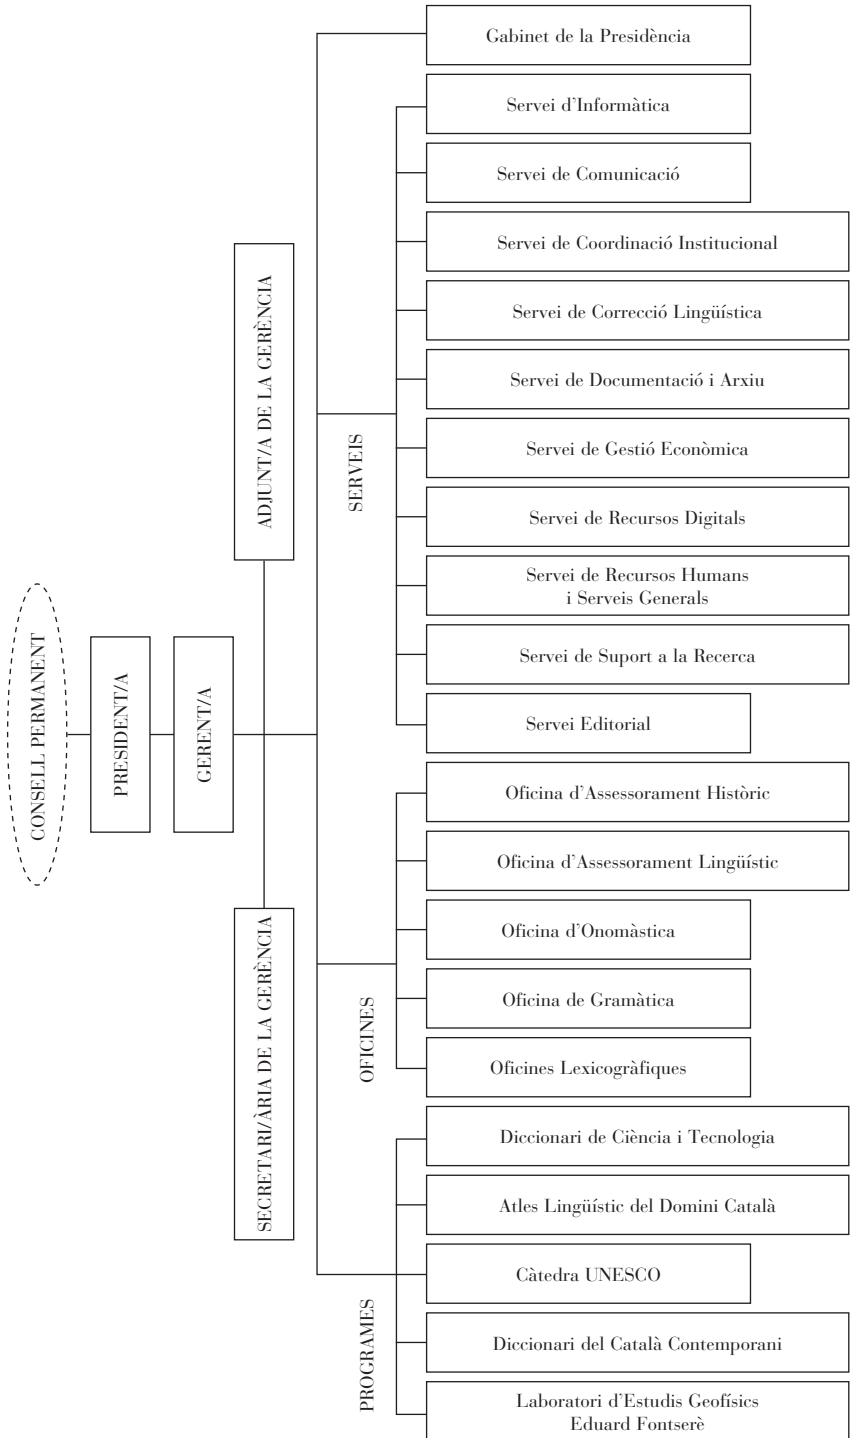 CONSELL PERMANENT
PRESIDENT/A
GERENT/A
ADJUNT/A DE LA GERÈNCIA
SECRETARI/ÀRIA DE LA GERÈNCIA
Gabinet de la Presidència
SERVEIS
Servei d’Informàtica
Servei de Comunicació
Servei de Coordinació Institucional
Servei de Correcció Lingüística
Servei de Documentació i Arxiu
Servei de Gestió Econòmica
Servei de Recursos Digitals
Servei de Recursos Humans
i Serveis Generals
Servei de Suport a la Recerca
Servei Editorial
OFICINES
Oficina d’Assessorament Històric
Oficina d’Assessorament Lingüístic
Oficina d’Onomàstica
Oficina de Gramàtica
Oficines Lexicogràfiques
PROGRAMES
Diccionari de Ciència i Tecnologia
Atles Lingüístic del Domini Català
Càtedra UNESCO
Diccionari del Català Contemporani
Laboratori d’Estudis Geofísics
Eduard Fontserè